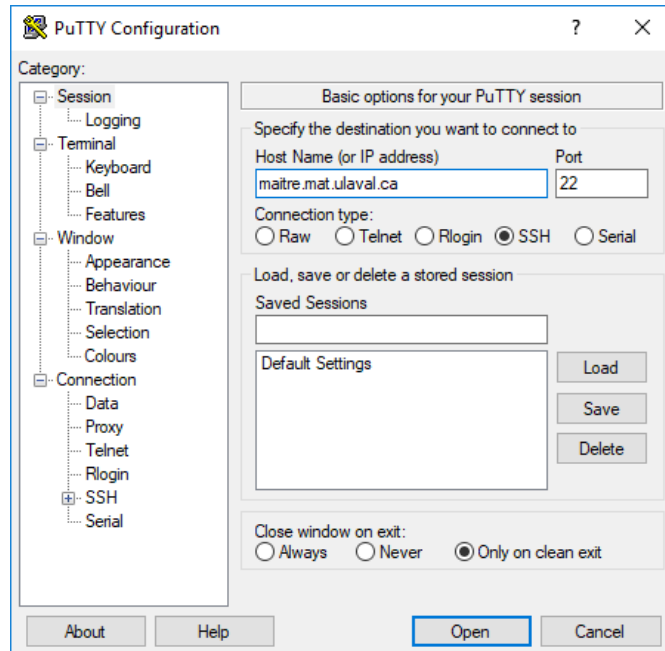 PuTTY Configuration
?
Category:
Session
Logging
Terminal
Keyboard
Bell
Features
Window
Appearance
Behaviour
Translation
Selection
Colours
Connection
Data
Proxy
Telnet
Rlogin
SSH
Serial
Basic options for your PuTTY session
Specify the destination you want to connect to
Host Name (or IP address) Port
maitre.mat.ulaval.ca 22
Connection type:
Raw Telnet Rlogin SSH Serial
Load, save or delete a stored session
Saved Sessions
Default Settings
Load
Save
Delete
Close window on exit:
Always Never Only on clean exit
About Help Open Cancel